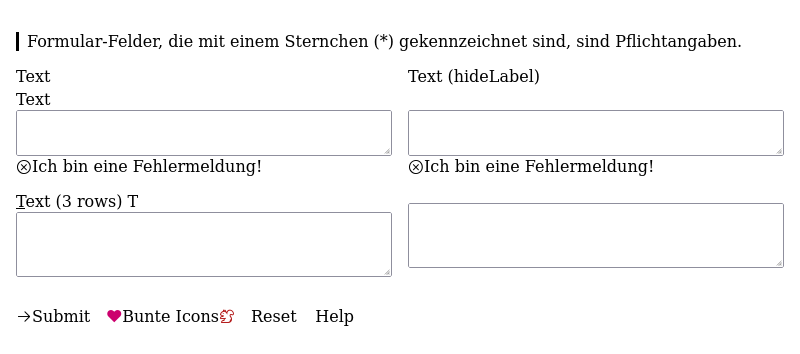 Formular-Felder, die mit einem Sternchen (*) gekennzeichnet sind, sind Pflichtangaben.
Text
Text (hideLabel)
Text
Ich bin eine Fehlermeldung!
Ich bin eine Fehlermeldung!
Text (3 rows) T
Submit Bunte Icons Reset Help